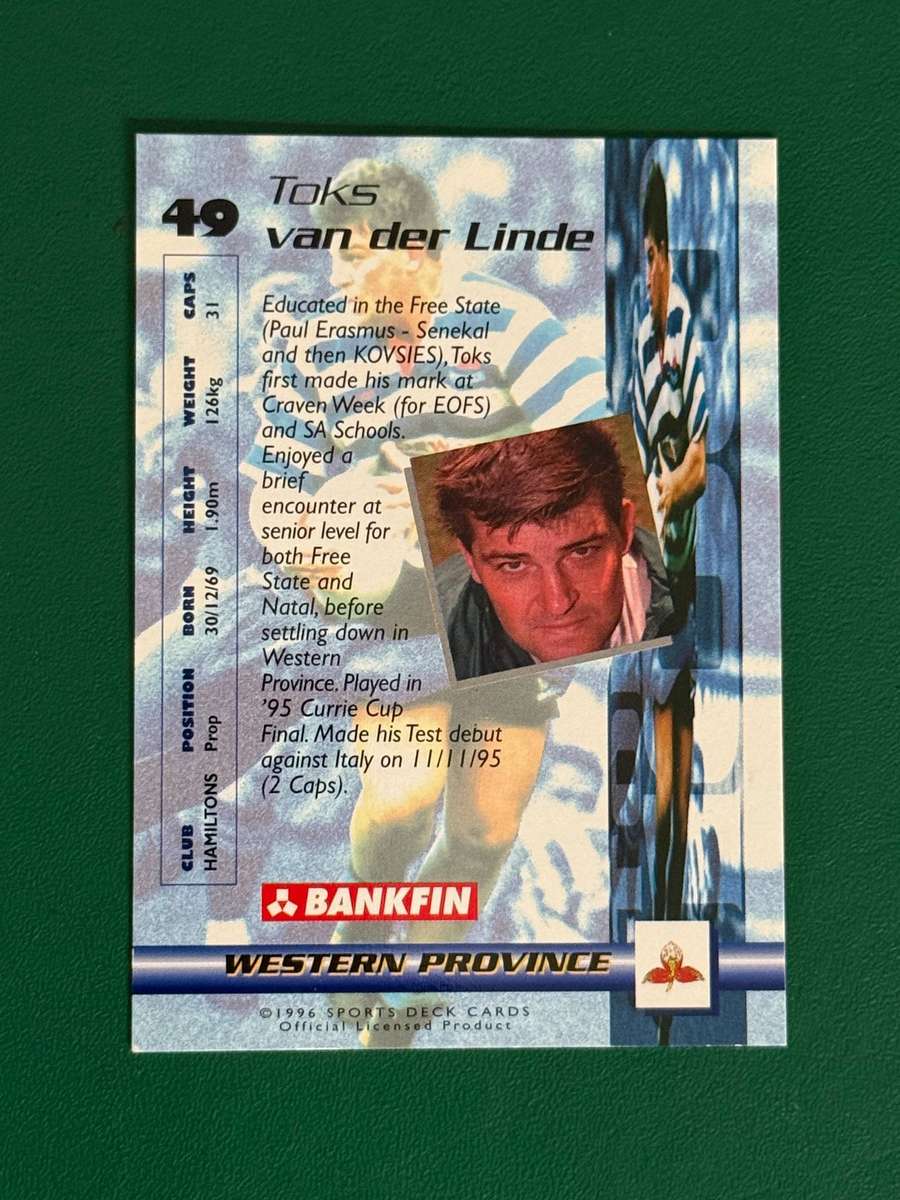 49
Toks
van der Linde
CAPS
31
WEIGHT
126kg
HEIGHT
1.90m
BORN
30/12/69
POSITION
Prop
CLUB
HAMILTONS
Educated in the Free State
(Paul Erasmus - Senekal
and then KOVSIES), Toks
first made his mark at
Craven Week (for EOFS)
and SA Schools.
Enjoyed a
brief
encounter at
senior level for
both Free
State and
Natal, before
settling down in
Western
Province. Played in
'95 Currie Cup
Final. Made his Test debut
against Italy on 11/11/95
(2 Caps).
BANKFIN
WESTERN PROVINCE
©1996 SPORTS DECK CARDS
Official Licensed Product